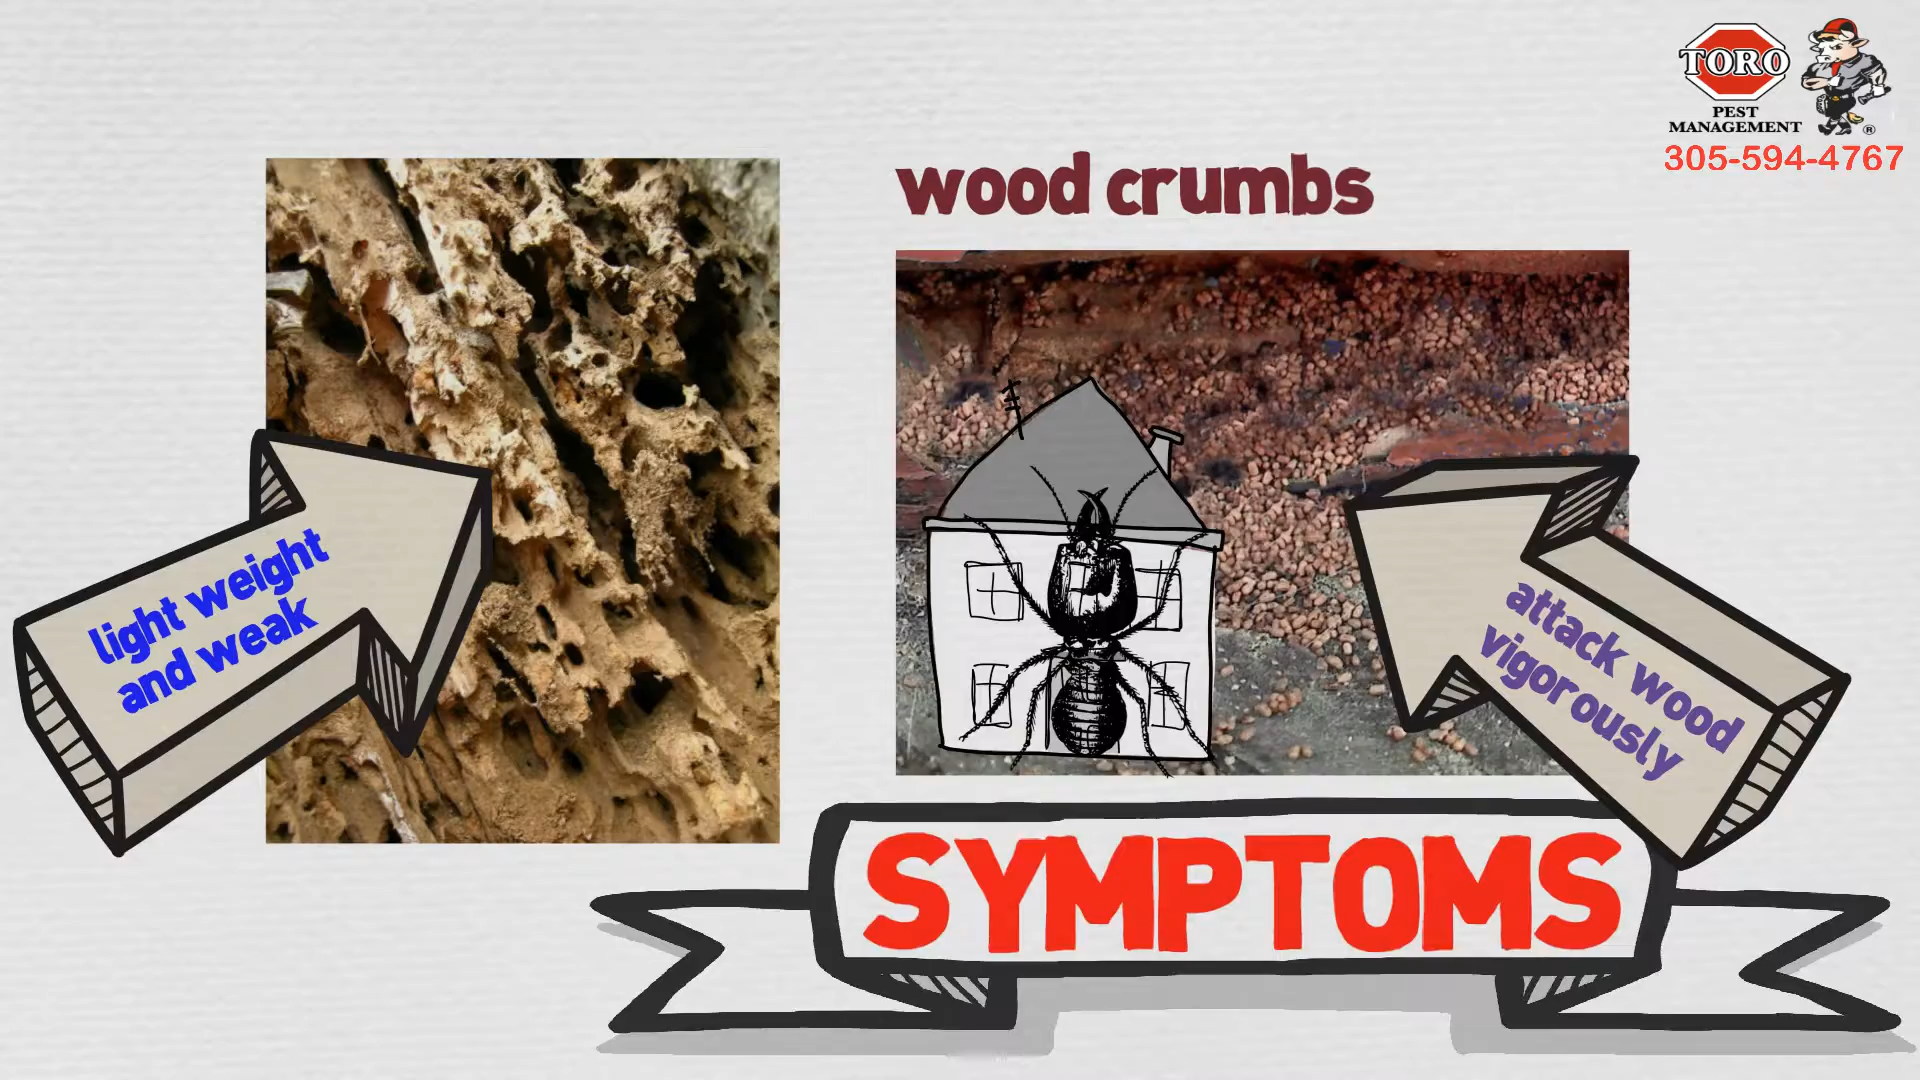 TORO
PEST
MANAGEMENT
®
305-594-4767
wood crumbs
light weight
and weak
attack wood
vigorously
SYMPTOMS